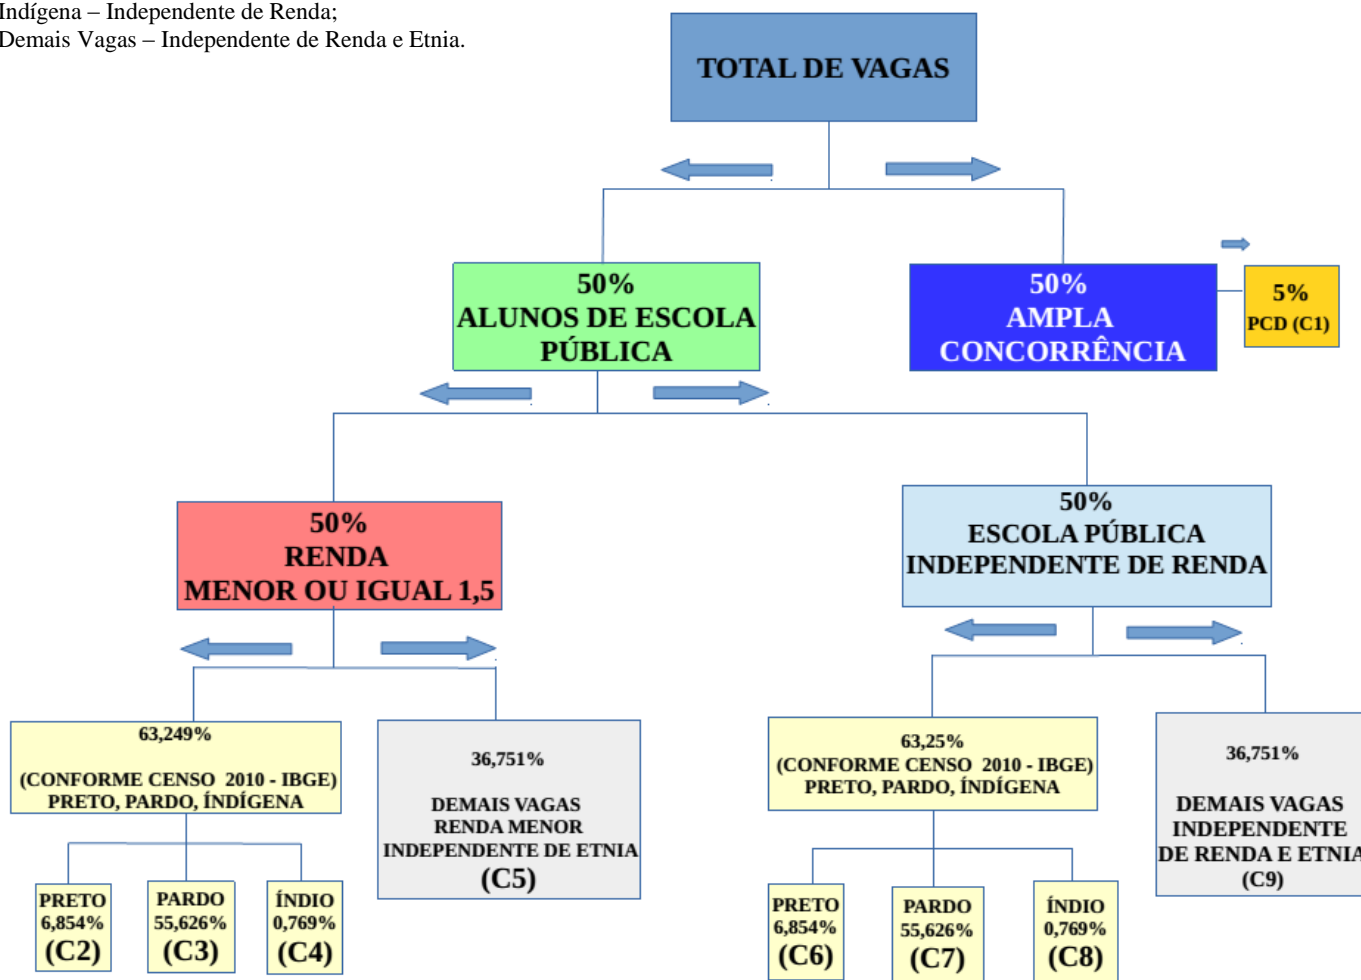 Indígena – Independente de Renda;
Demais Vagas – Independente de Renda e Etnia.
TOTAL DE VAGAS
50%
ALUNOS DE ESCOLA
PÚBLICA
50%
AMPLA
CONCORRÊNCIA
5%
PCD (C1)
50%
RENDA
MENOR OU IGUAL 1,5
50%
ESCOLA PÚBLICA
INDEPENDENTE DE RENDA
63,249%
(CONFORME CENSO 2010 - IBGE)
PRETO, PARDO, ÍNDÍGENA
36,751%
DEMAIS VAGAS
RENDA MENOR
INDEPENDENTE DE ETNIA
(C5)
63,25%
(CONFORME CENSO 2010 - IBGE)
PRETO, PARDO, ÍNDÍGENA
36,751%
DEMAIS VAGAS
INDEPENDENTE
DE RENDA E ETNIA
(C9)
PRETO
6,854%
(C2)
PARDO
55,626%
(C3)
ÍNDIO
0,769%
(C4)
PRETO
6,854%
(C6)
PARDO
55,626%
(C7)
ÍNDIO
0,769%
(C8)